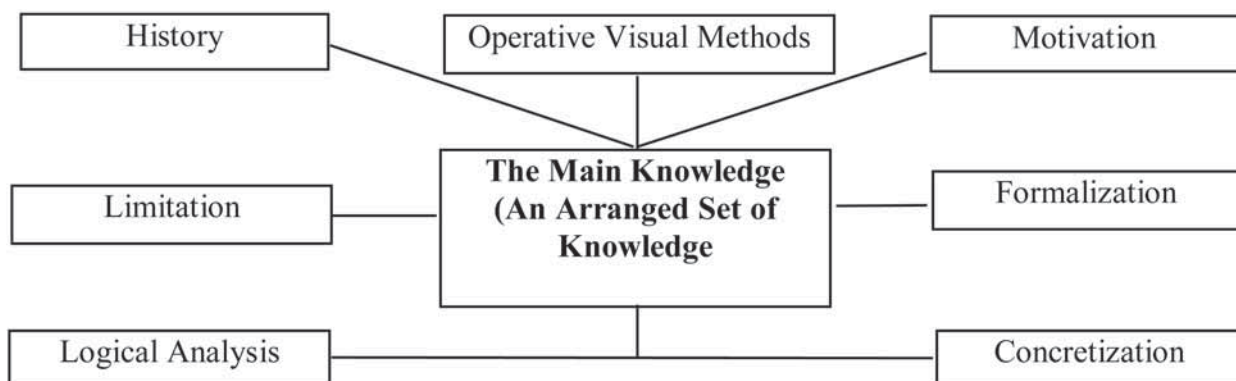 History
Operative Visual Methods
Motivation
The Main Knowledge
(An Arranged Set of
Knowledge
Limitation
Formalization
Logical Analysis
Concretization